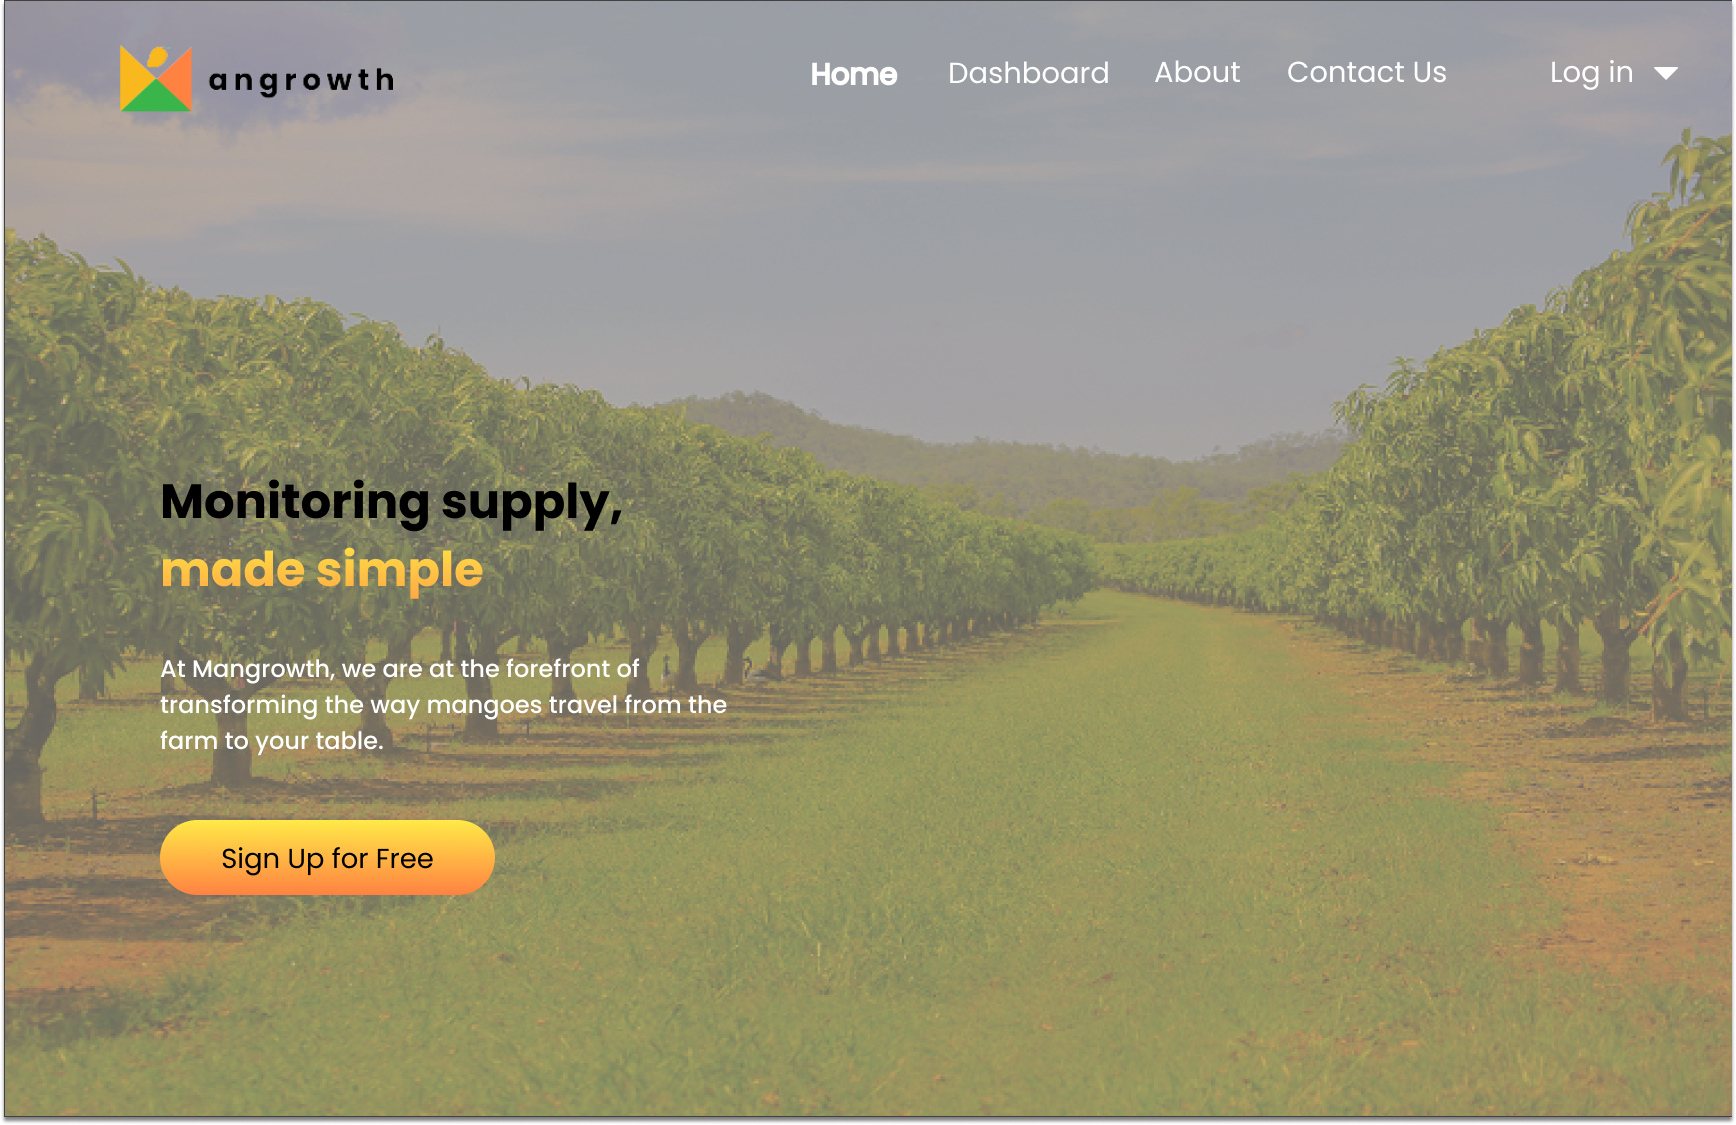 angrowth
Home Dashboard About Contact Us Log in
Monitoring supply,
made simple
At Mangrowth, we are at the forefront of
transforming the way mangoes travel from the
farm to your table.
Sign Up for Free